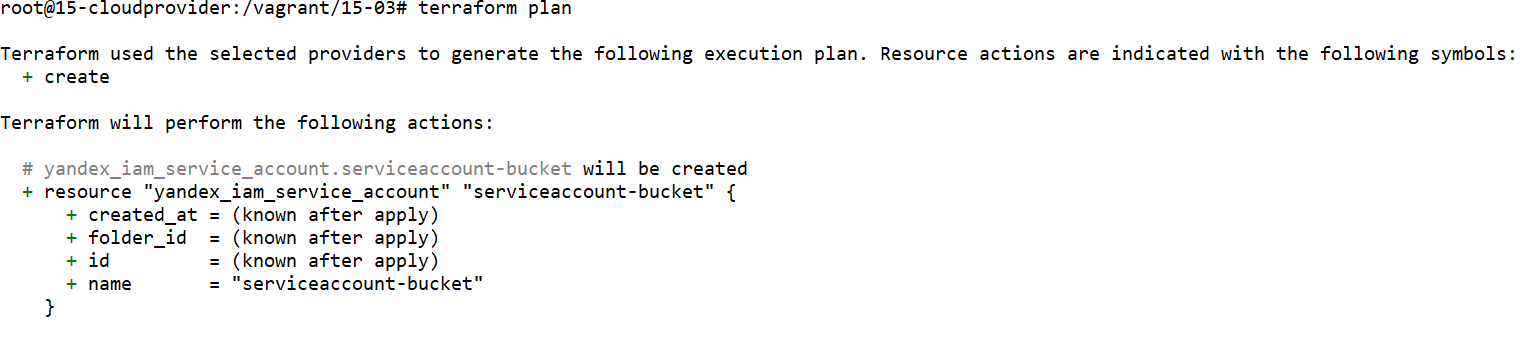 root@15-cloudprovider:/vagrant/15-03# terraform plan
Terraform used the selected providers to generate the following execution plan. Resource actions are indicated with the following symbols:
  + create
Terraform will perform the following actions:
  # yandex_iam_service_account.serviceaccount-bucket will be created
  + resource "yandex_iam_service_account" "serviceaccount-bucket" {
      + created_at = (known after apply)
      + folder_id  = (known after apply)
      + id         = (known after apply)
      + name       = "serviceaccount-bucket"
    }